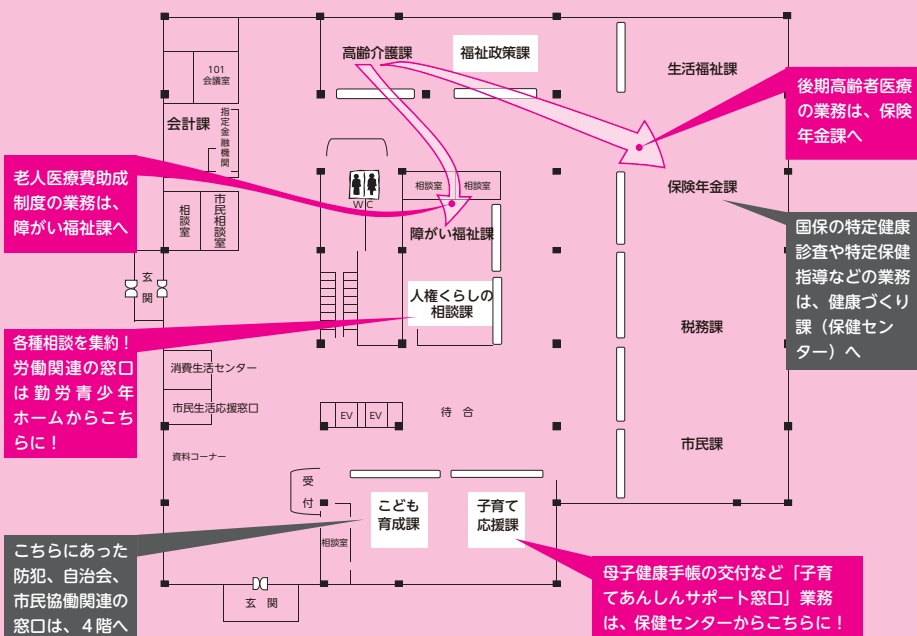 高齢介護課
福祉政策課
生活福祉課
101
会議室
会計課
指定金融機関
後期高齢者医療
の業務は、保険
年金課へ
老人医療費助成
制度の業務は、
障がい福祉課へ
相談室
市民相談室
WC
相談室
相談室
障がい福祉課
保険年金課
国保の特定健康
診査や特定保健
指導などの業務
は、健康づくり
課（保健セン
ター）へ
玄関
人権くらしの
相談課
税務課
各種相談を集約！
労働関連の窓口
は勤労青少年
ホームからこち
らに！
消費生活センター
市民生活応援窓口
EV
EV
待合
市民課
資料コーナー
受付
こども
育成課
子育て
応援課
相談室
こちらにあった
防犯、自治会、
市民協働関連の
窓口は、４階へ
玄関
母子健康手帳の交付など「子育
てあんしんサポート窓口」業務
は、保健センターからこちらに！